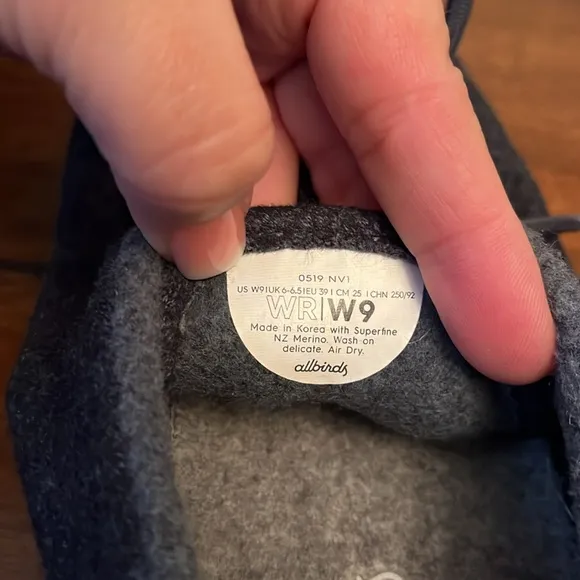 0519 NV1
US W9|UK 6-6.5|EU 39| CM 25 | CHN 250/92
WR|W9
Made in Korea with Superfine
NZ Merino. Wash on
delicate. Air Dry.
allbirds